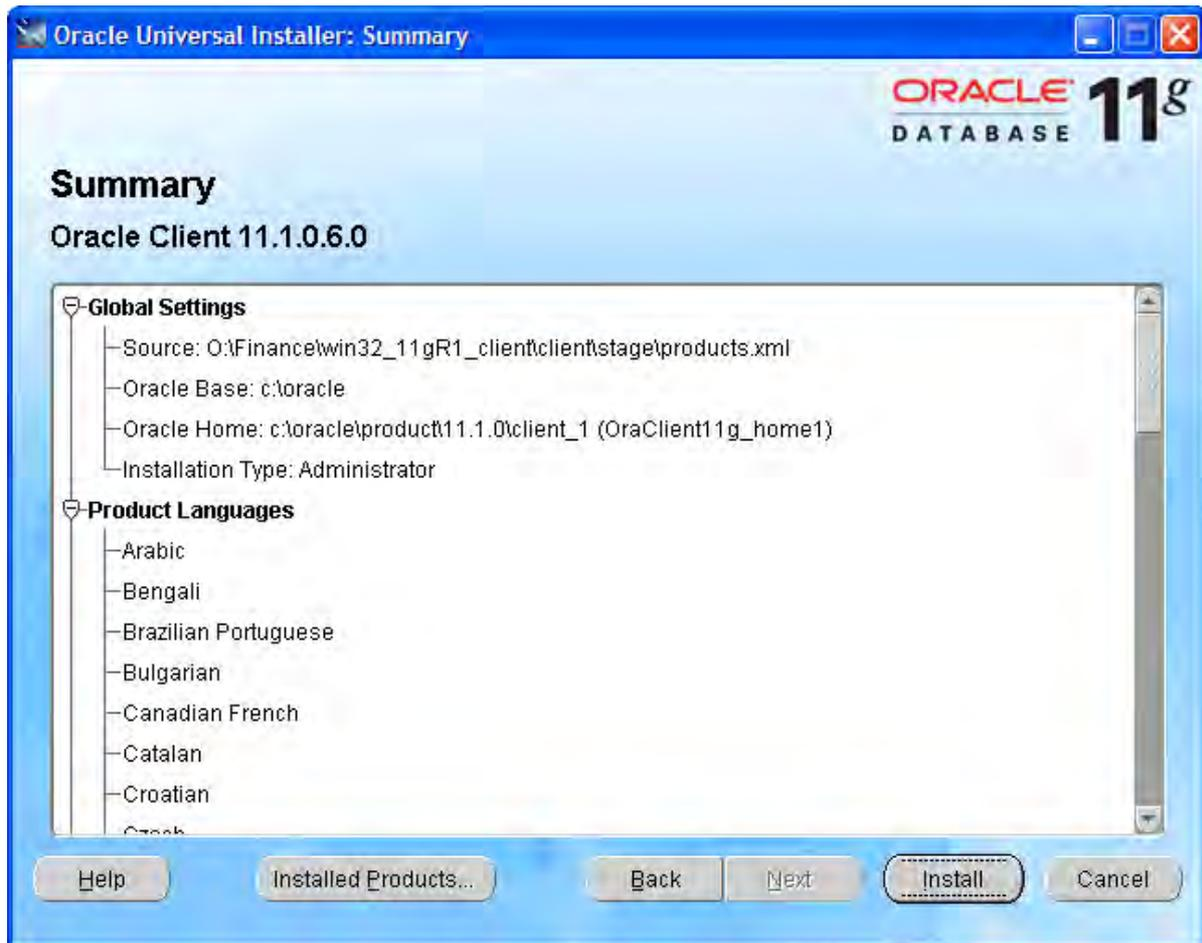 Oracle Universal Installer: Summary
ORACLE 11g
DATABASE
Summary
Oracle Client 11.1.0.6.0
Global Settings
Source: O:\Finance\win32_11gR1_client\client\stage\products.xml
Oracle Base: c:\oracle
Oracle Home: c:\oracle\product\11.1.0\client_1 (OraClient11g_home1)
Installation Type: Administrator
Product Languages
Arabic
Bengali
Brazilian Portuguese
Bulgarian
Canadian French
Catalan
Croatian
Czech
Help Installed Products... Back Next Install Cancel